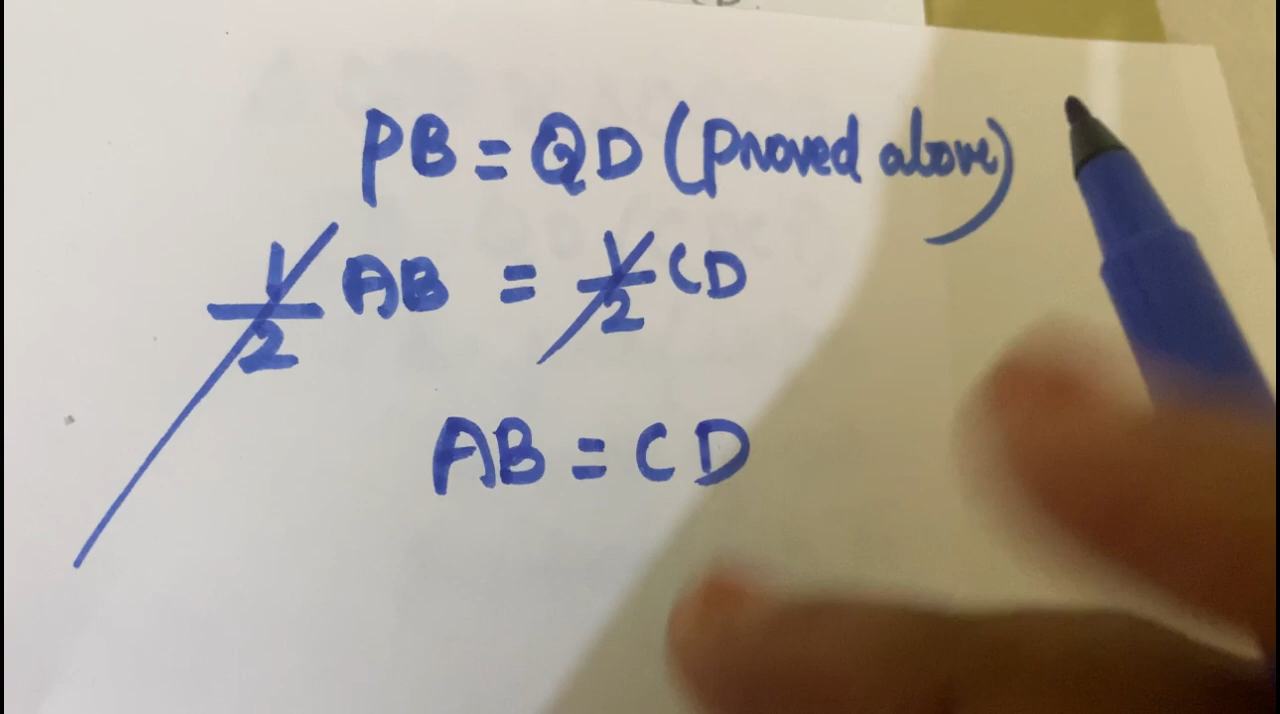 PB = QD (Proved above)
1/2 AB = 1/2 CD
AB = CD